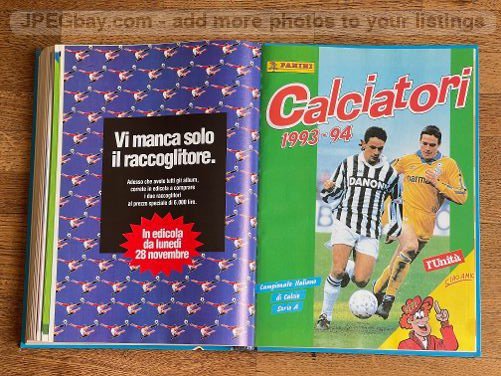 JPEGbay.com - add more photos to your listings
Vi manca solo
il raccoglitore.
Adesso che avete tutti gli album,
correte in edicola a comprare
i due raccoglitori
al prezzo speciale di 6.000 lire.
In edicola
da lunedì
28 novembre
PANINI
Calciatori
1993-94
DANONE
l'Unità
Campionato Italiano
di Calcio
Serie A